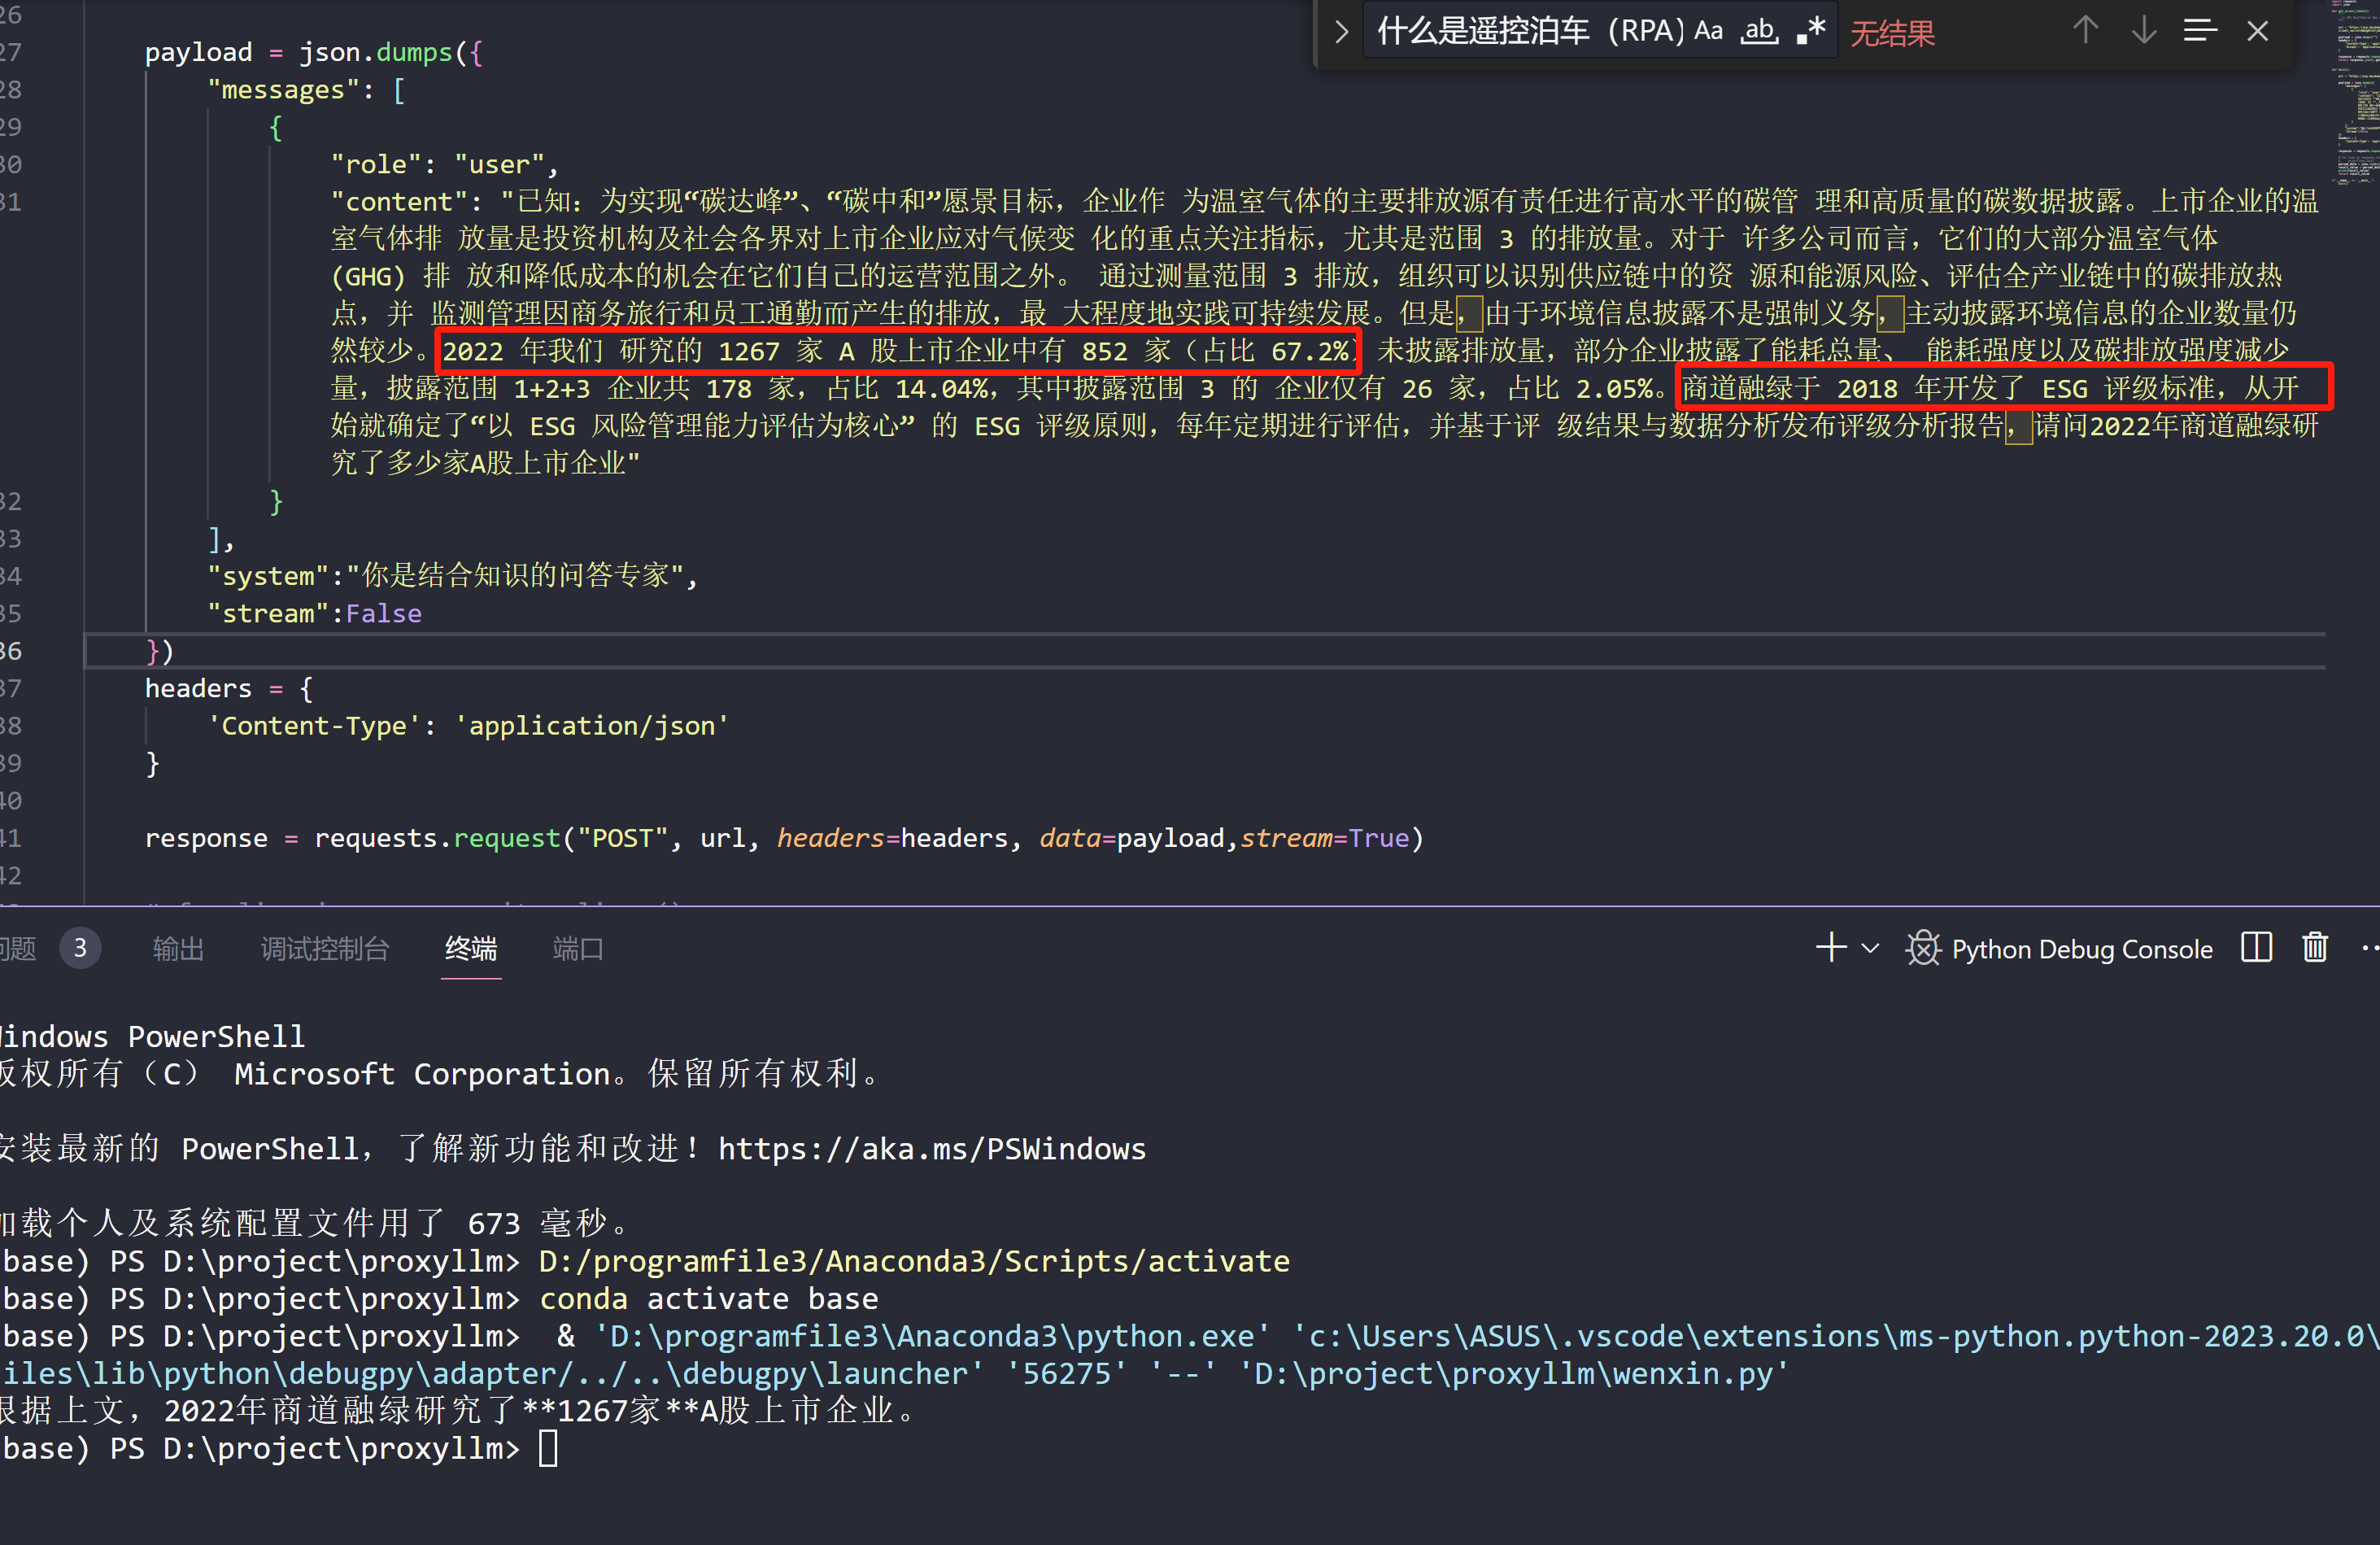 26
什么是遥控泊车（RPA) Aa ab .* 无结果
27 payload = json.dumps({
28 "messages": [
29 {
30 "role": "user",
31 "content": "已知：为实现“碳达峰”、“碳中和”愿景目标，企业作 为温室气体的主要排放源有责任进行高水平的碳管 理和高质量的碳数据披露。上市企业的温
室气体排 放量是投资机构及社会各界对上市企业应对气候变 化的重点关注指标，尤其是范围 3 的排放量。对于 许多公司而言，它们的大部分温室气体
(GHG) 排 放和降低成本的机会在它们自己的运营范围之外。 通过测量范围 3 排放，组织可以识别供应链中的资 源和能源风险、评估全产业链中的碳排放热
点，并 监测管理因商务旅行和员工通勤而产生的排放，最 大程度地实践可持续发展。但是，由于环境信息披露不是强制义务，主动披露环境信息的企业数量仍
然较少。2022 年我们 研究的 1267 家 A 股上市企业中有 852 家（占比 67.2%）未披露排放量，部分企业披露了能耗总量、 能耗强度以及碳排放强度减少
量，披露范围 1+2+3 企业共 178 家，占比 14.04%，其中披露范围 3 的 企业仅有 26 家，占比 2.05%。商道融绿于 2018 年开发了 ESG 评级标准，从开
始就确定了“以 ESG 风险管理能力评估为核心” 的 ESG 评级原则，每年定期进行评估，并基于评 级结果与数据分析发布评级分析报告，请问2022年商道融绿研
究了多少家A股上市企业"
32 }
33 ],
34 "system":"你是结合知识的问答专家",
35 "stream":False
36 })
37 headers = {
38 'Content-Type': 'application/json'
39 }
40
41 response = requests.request("POST", url, headers=headers, data=payload,stream=True)
42
问题 3 输出 调试控制台 终端 端口 Python Debug Console
Windows PowerShell
版权所有（C） Microsoft Corporation。保留所有权利。
安装最新的 PowerShell，了解新功能和改进！https://aka.ms/PSWindows
加载个人及系统配置文件用了 673 毫秒。
base) PS D:\project\proxyllm> D:/programfile3/Anaconda3/Scripts/activate
base) PS D:\project\proxyllm> conda activate base
base) PS D:\project\proxyllm>  & 'D:\programfile3\Anaconda3\python.exe' 'c:\Users\ASUS\.vscode\extensions\ms-python.python-2023.20.0\
iles\lib\python\debugpy\adapter/../..\debugpy\launcher' '56275' '--' 'D:\project\proxyllm\wenxin.py'
根据上文，2022年商道融绿研究了**1267家**A股上市企业。
base) PS D:\project\proxyllm>